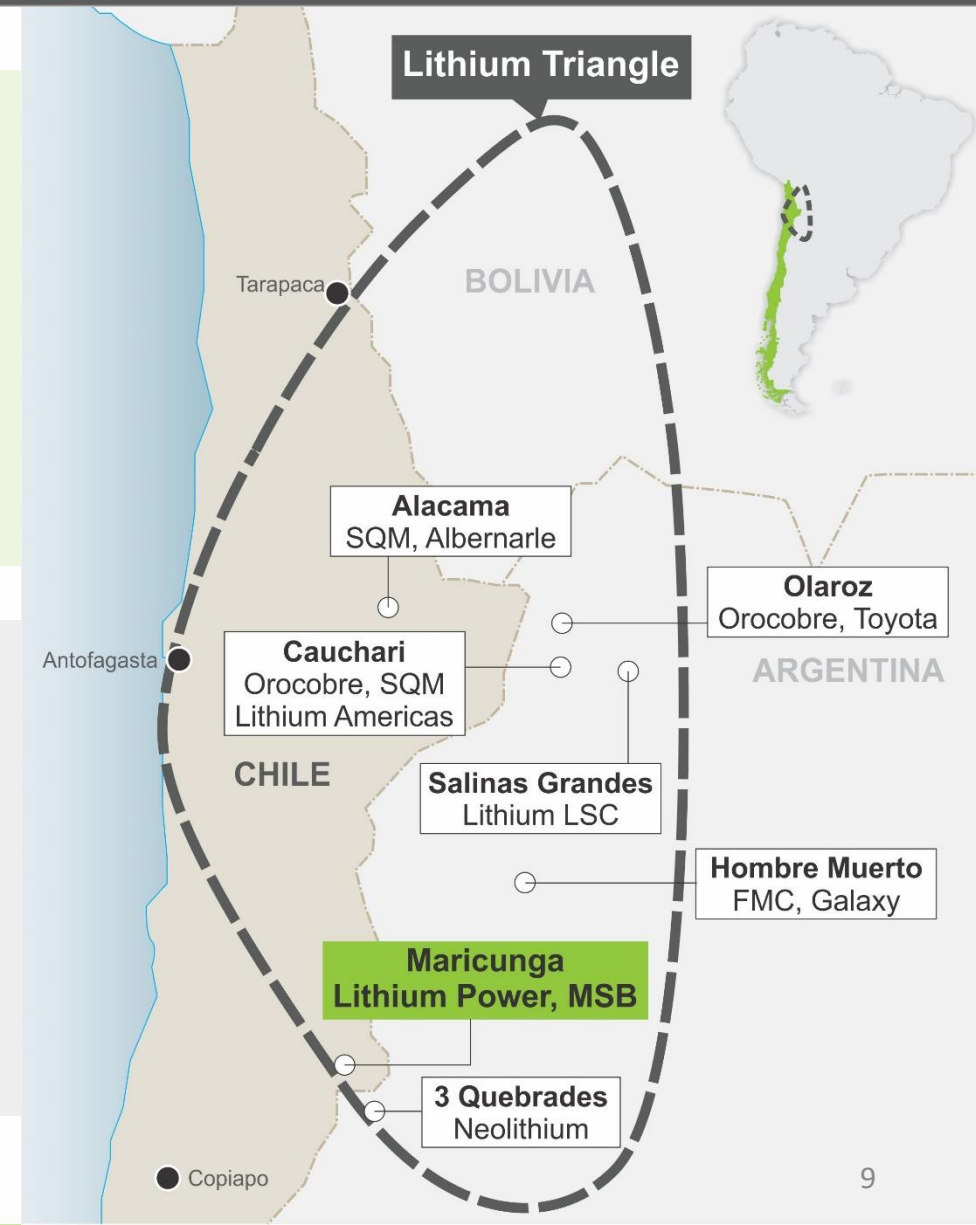 Lithium Triangle
Tarapaca
BOLIVIA
Alacama
SQM, Albernarle
Olaroz
Orocobre, Toyota
Antofagasta
Cauchari
Orocobre, SQM
Lithium Americas
ARGENTINA
CHILE
Salinas Grandes
Lithium LSC
Hombre Muerto
FMC, Galaxy
Maricunga
Lithium Power, MSB
3 Quebrades
Neolithium
Copiapo
9